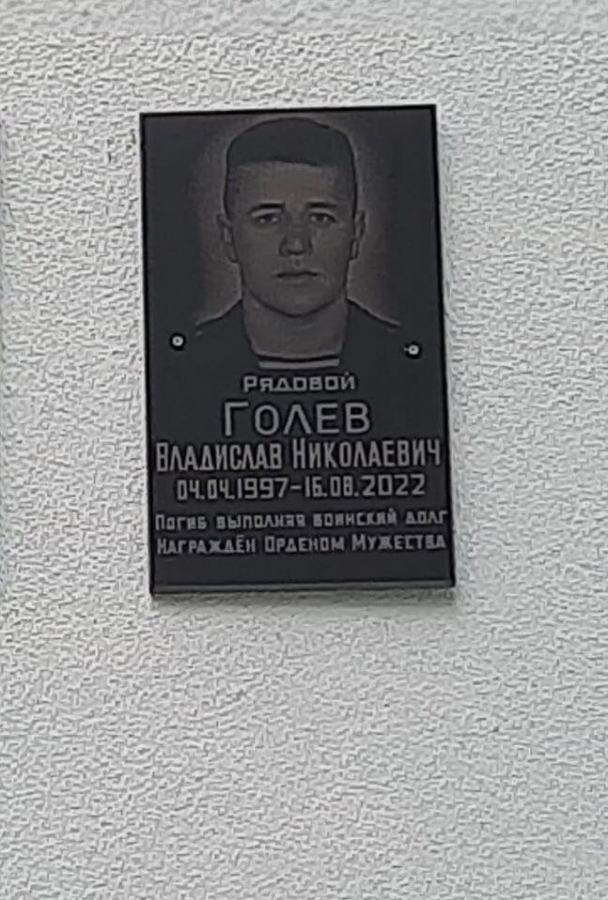 РЯДОВОЙ
ГОЛЕВ
ВЛАДИСЛАВ НИКОЛАЕВИЧ
04.04.1997-16.08.2022
ПОГИБ ВЫПОЛНЯЯ ВОИНСКИЙ ДОЛГ
НАГРАЖДЁН ОРДЕНОМ МУЖЕСТВА